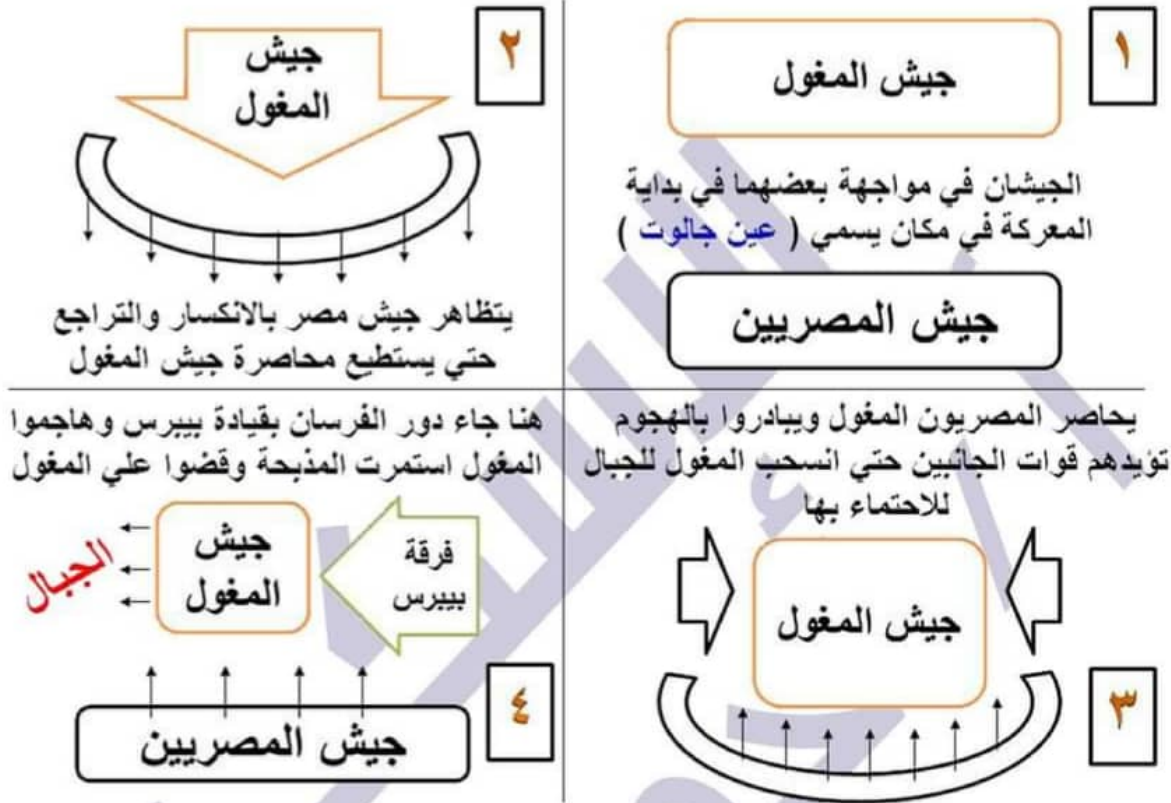 ١
جيش المغول
الجيشان في مواجهة بعضهما في بداية
المعركة في مكان يسمي ( عين جالوت )
جيش المصريين
٢
جيش
المغول
يتظاهر جيش مصر بالانكسار والتراجع
حتي يستطيع محاصرة جيش المغول
يحاصر المصريون المغول ويبادروا بالهجوم
تؤيدهم قوات الجانبين حتي انسحب المغول للجبال
للاحتماء بها
جيش المغول
٣
هنا جاء دور الفرسان بقيادة بيبرس وهاجموا
المغول استمرت المذبحة وقضوا علي المغول
فرقة
بيبرس
جيش
المغول
الجبال
٤
جيش المصريين